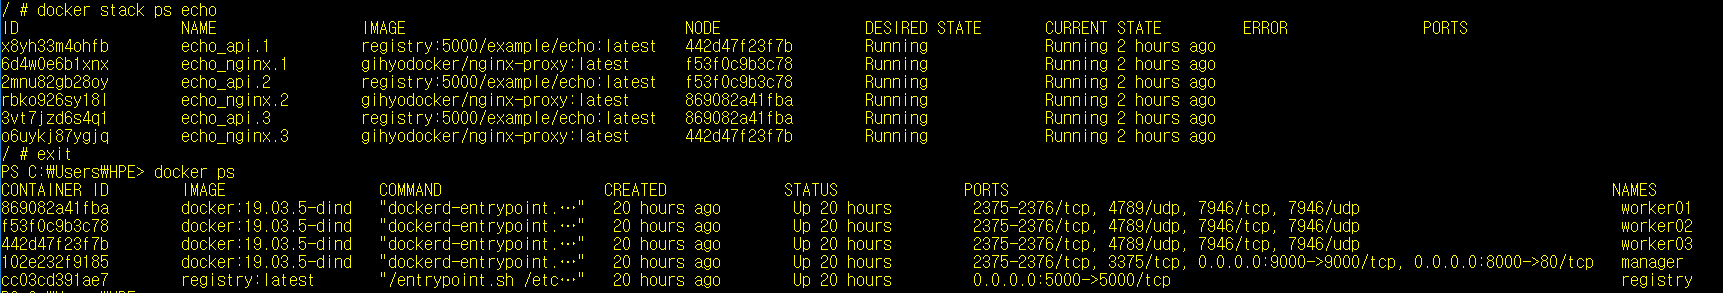 / # docker stack ps echo
ID NAME IMAGE NODE DESIRED STATE CURRENT STATE ERROR PORTS
x8yh33m4ohfb echo_api.1 registry:5000/example/echo:latest 442d47f23f7b Running Running 2 hours ago
6d4w0e6b1xnx echo_nginx.1 gihyodocker/nginx-proxy:latest f53f0c9b3c78 Running Running 2 hours ago
2mnu82gb28oy echo_api.2 registry:5000/example/echo:latest f53f0c9b3c78 Running Running 2 hours ago
rbko926sy18l echo_nginx.2 gihyodocker/nginx-proxy:latest 869082a41fba Running Running 2 hours ago
3vt7jzd6s4q1 echo_api.3 registry:5000/example/echo:latest 869082a41fba Running Running 2 hours ago
o6uykj87ygjq echo_nginx.3 gihyodocker/nginx-proxy:latest 442d47f23f7b Running Running 2 hours ago
/ # exit
PS C:₩Users₩HPE> docker ps
CONTAINER ID IMAGE COMMAND CREATED STATUS PORTS NAMES
869082a41fba docker:19.03.5-dind "dockerd-entrypoint.…" 20 hours ago Up 20 hours 2375-2376/tcp, 4789/udp, 7946/tcp, 7946/udp worker01
f53f0c9b3c78 docker:19.03.5-dind "dockerd-entrypoint.…" 20 hours ago Up 20 hours 2375-2376/tcp, 4789/udp, 7946/tcp, 7946/udp worker02
442d47f23f7b docker:19.03.5-dind "dockerd-entrypoint.…" 20 hours ago Up 20 hours 2375-2376/tcp, 4789/udp, 7946/tcp, 7946/udp worker03
102e232f9185 docker:19.03.5-dind "dockerd-entrypoint.…" 20 hours ago Up 20 hours 2375-2376/tcp, 3375/tcp, 0.0.0.0:9000->9000/tcp, 0.0.0.0:8000->80/tcp manager
cc03cd391ae7 registry:latest "/entrypoint.sh /etc…" 20 hours ago Up 20 hours 0.0.0.0:5000->5000/tcp registry